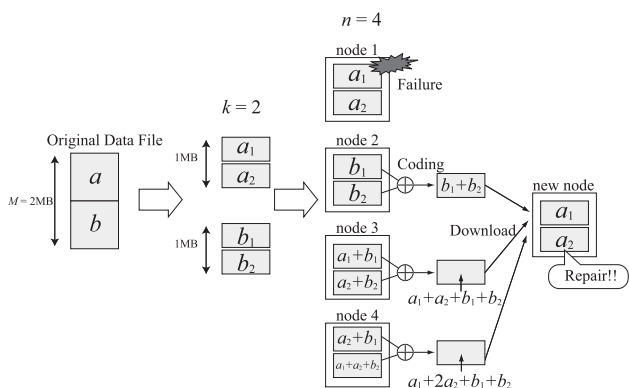 n = 4
node 1
a₁
a₂
Failure
k = 2
Original Data File
M = 2MB
a
b
1MB
a₁
a₂
1MB
b₁
b₂
node 2
b₁
b₂
Coding
b₁+b₂
node 3
a₁+b₁
a₂+b₂
Download
a₁+a₂+b₁+b₂
node 4
a₂+b₁
a₁+a₂+b₂
a₁+2a₂+b₁+b₂
new node
a₁
a₂
Repair!!